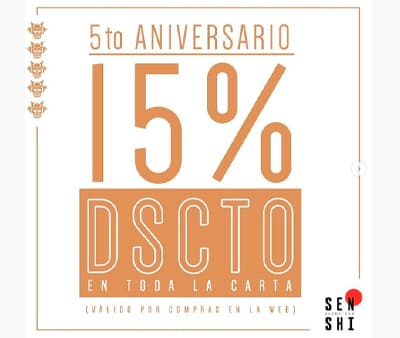 5to ANIVERSARIO
15%
DSCTO
EN TODA LA CARTA
(VÁLIDO POR COMPRAS EN LA WEB)
SEN
SHI